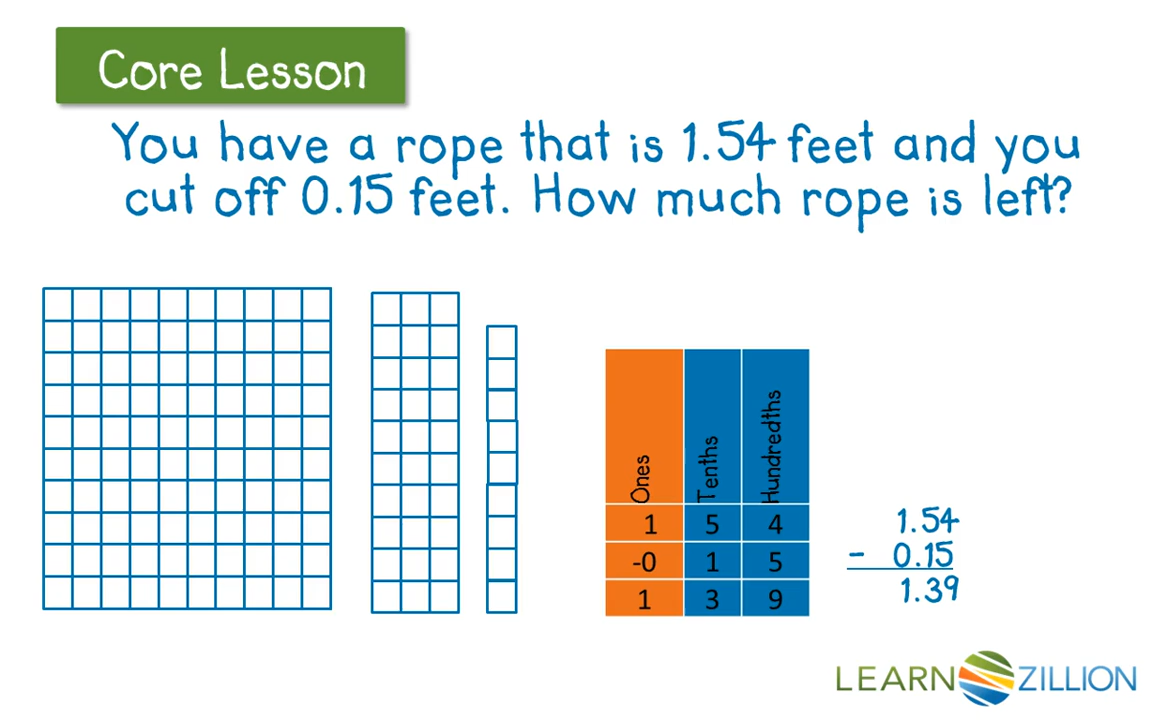 Core Lesson
You have a rope that is 1.54 feet and you
cut off 0.15 feet. How much rope is left?
Ones Tenths Hundredths
1 5 4
-0 1 5
1 3 9
1.54
- 0.15
1.39
LEARN ZILLION